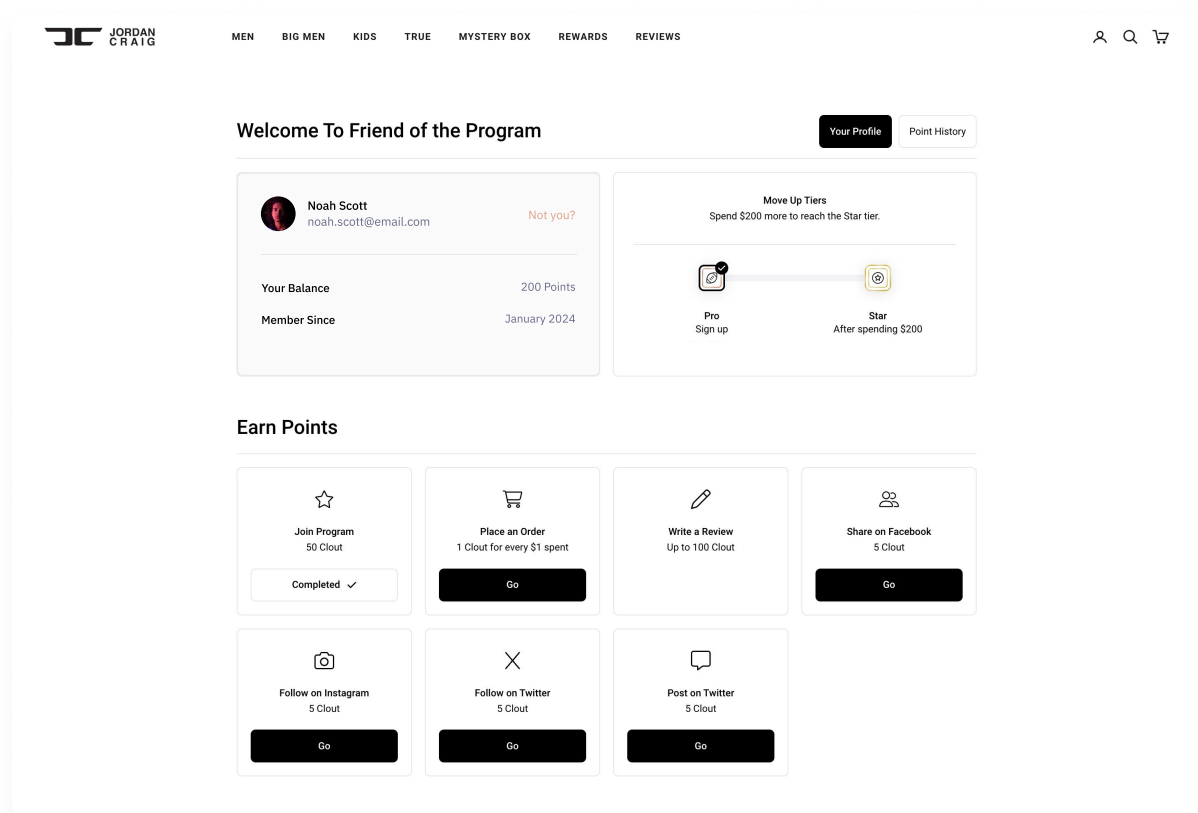 JORDAN
CRAIG
MEN BIG MEN KIDS TRUE MYSTERY BOX REWARDS REVIEWS
Welcome To Friend of the Program
Your Profile
Point History
Noah Scott
noah.scott@email.com
Not you?
Your Balance 200 Points
Member Since January 2024
Move Up Tiers
Spend $200 more to reach the Star tier.
Pro
Sign up
Star
After spending $200
Earn Points
Join Program
50 Clout
Completed
Place an Order
1 Clout for every $1 spent
Go
Write a Review
Up to 100 Clout
Share on Facebook
5 Clout
Go
Follow on Instagram
5 Clout
Go
Follow on Twitter
5 Clout
Go
Post on Twitter
5 Clout
Go